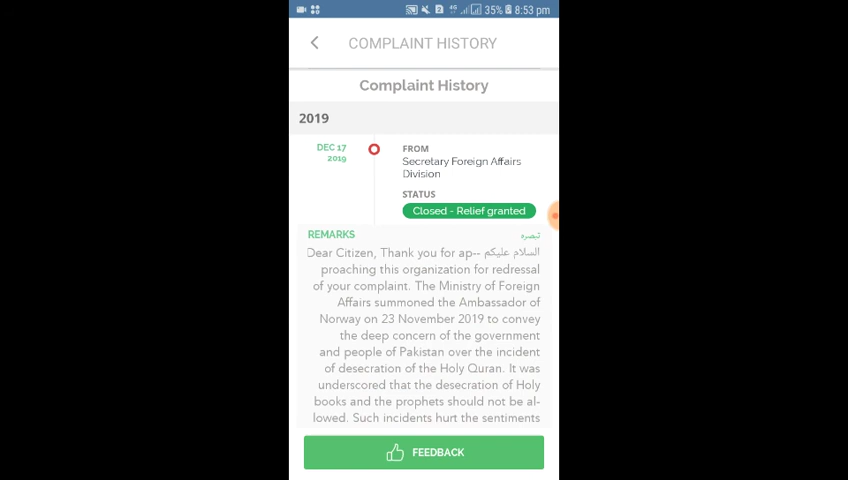 4G 35% 8:53 pm
COMPLAINT HISTORY
Complaint History
2019
DEC 17
2019
FROM
Secretary Foreign Affairs
Division
STATUS
Closed - Relief granted
REMARKS تبصره
Dear Citizen, Thank you for ap-- السلام عليكم
proaching this organization for redressal
of your complaint. The Ministry of Foreign
Affairs summoned the Ambassador of
Norway on 23 November 2019 to convey
the deep concern of the government
and people of Pakistan over the incident
of desecration of the Holy Quran. It was
underscored that the desecration of Holy
books and the prophets should not be al-
lowed. Such incidents hurt the sentiments
FEEDBACK